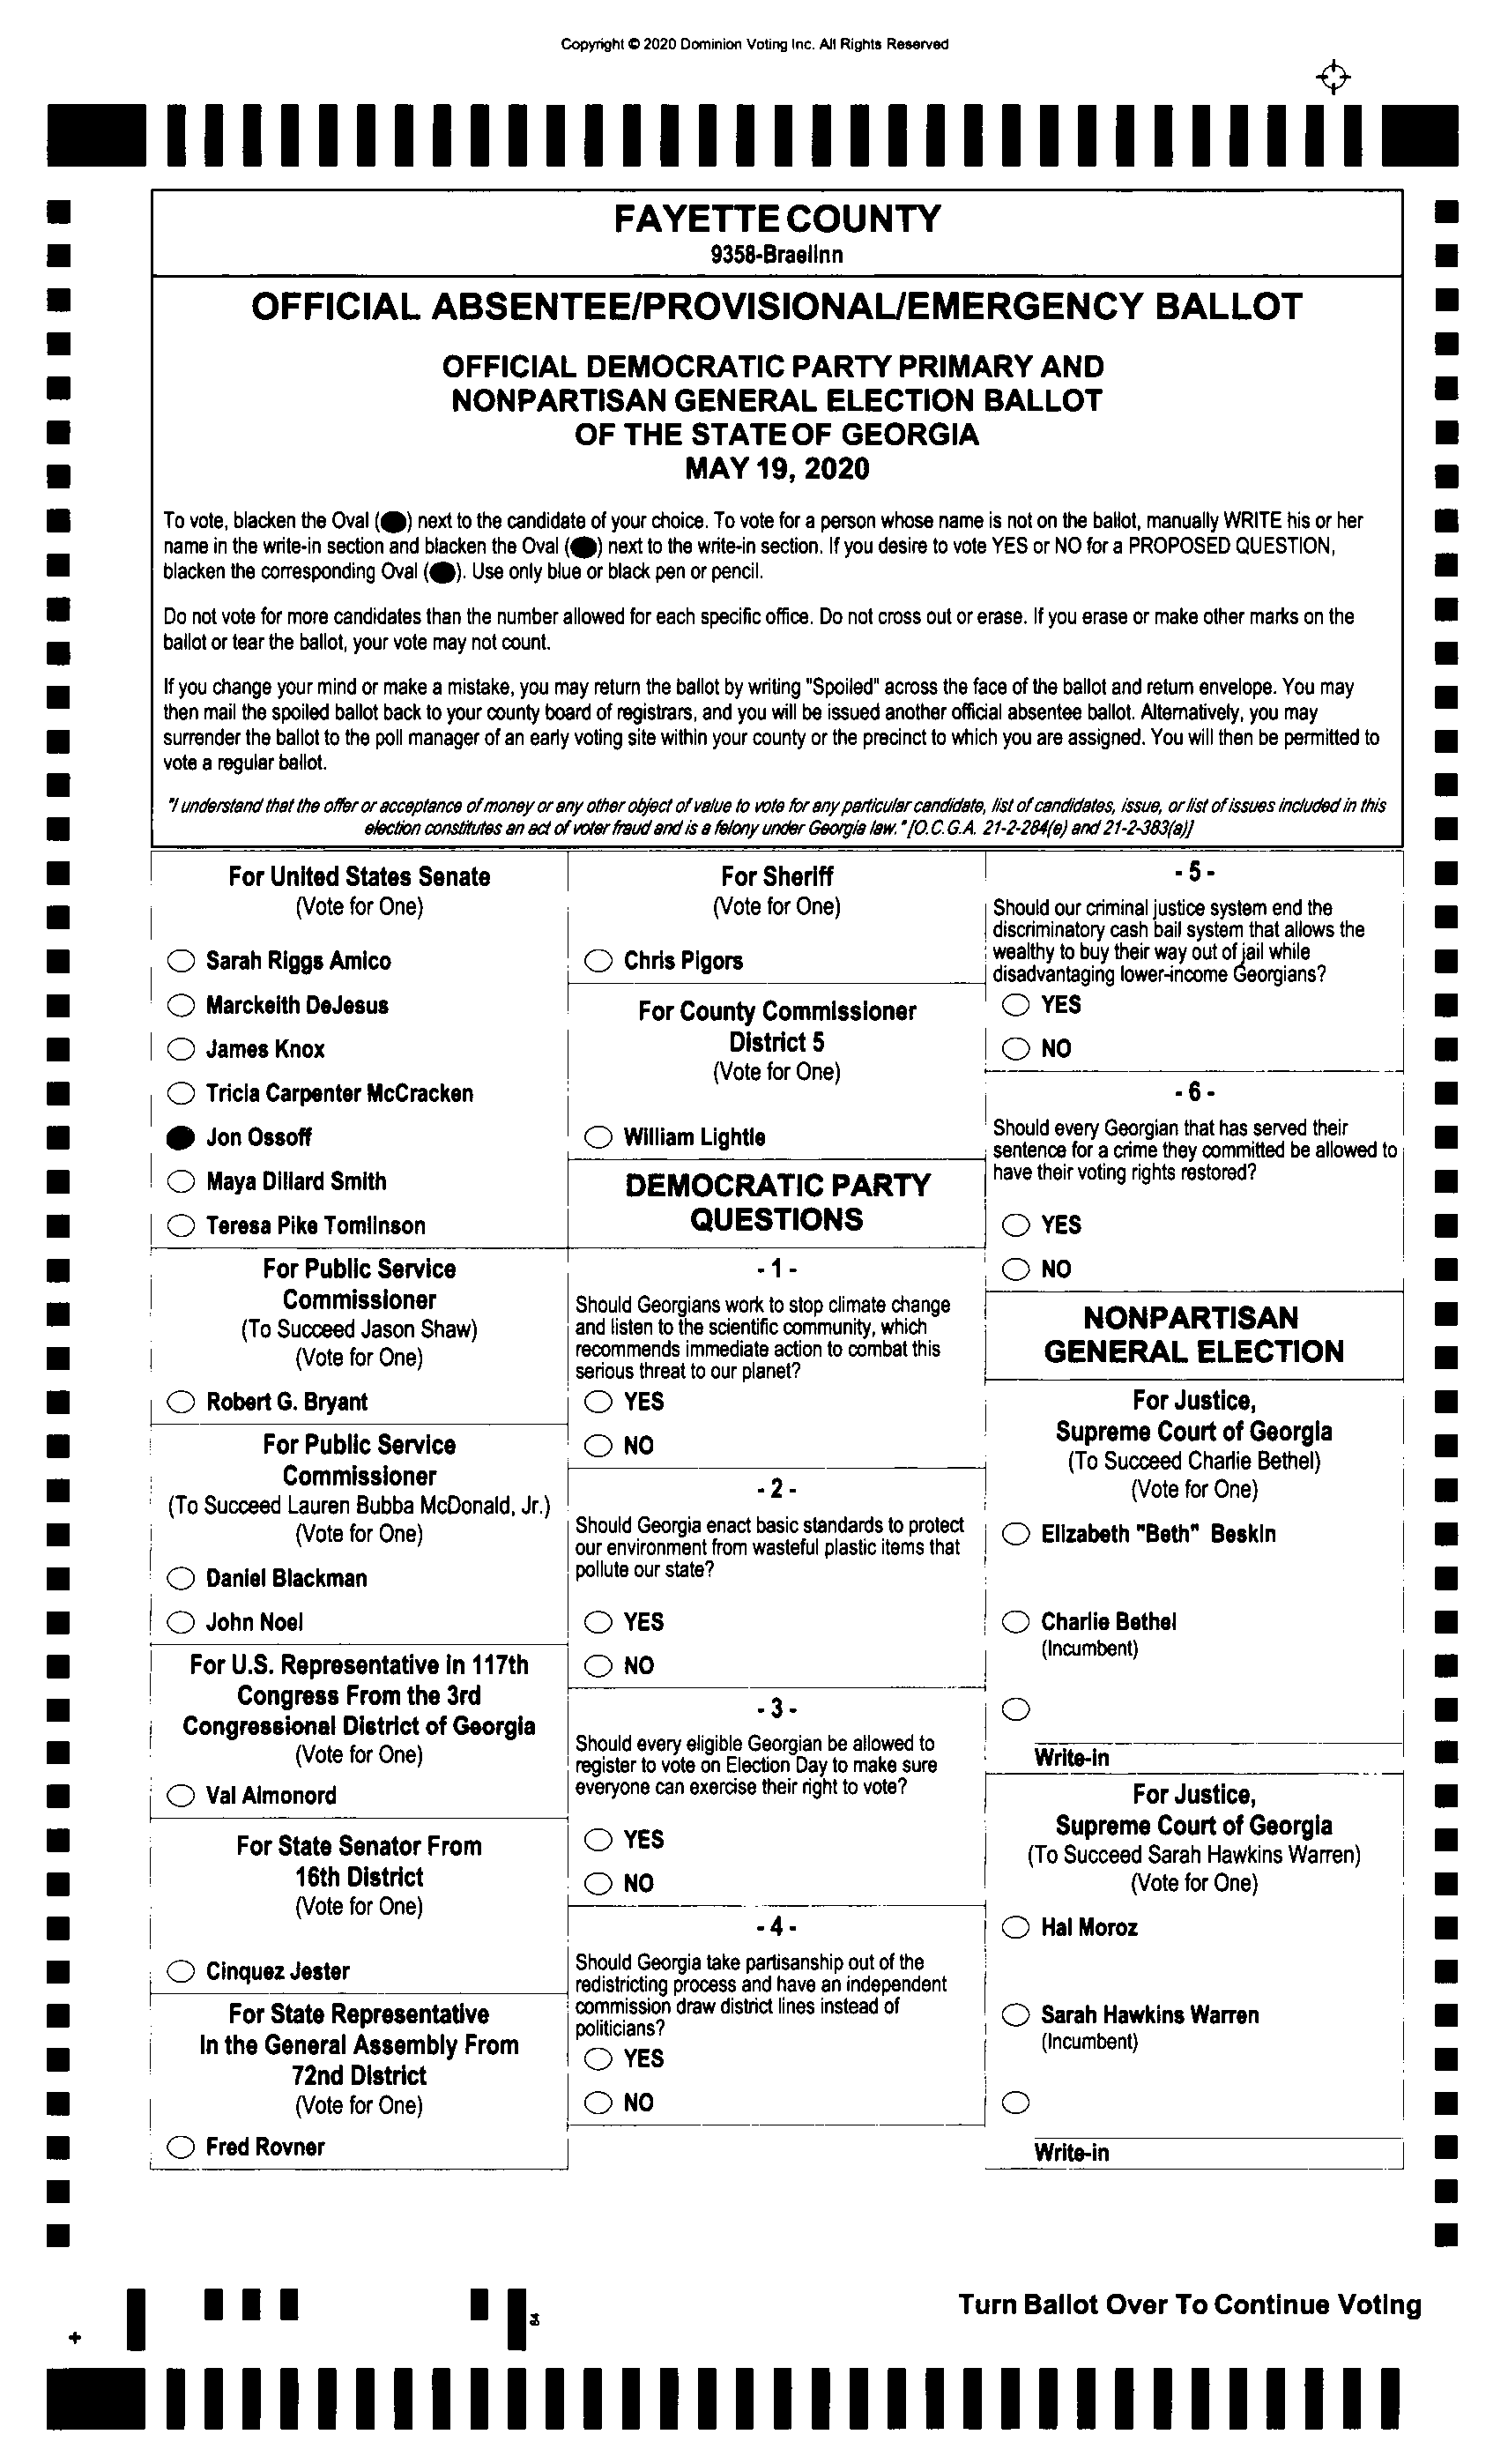 Copyright © 2020 Dominion Voting Inc. All Rights Reserved
FAYETTE COUNTY
9358-Braelinn
OFFICIAL ABSENTEE/PROVISIONAL/EMERGENCY BALLOT
OFFICIAL DEMOCRATIC PARTY PRIMARY AND
NONPARTISAN GENERAL ELECTION BALLOT
OF THE STATE OF GEORGIA
MAY 19, 2020
To vote, blacken the Oval (●) next to the candidate of your choice. To vote for a person whose name is not on the ballot, manually WRITE his or her
name in the write-in section and blacken the Oval (●) next to the write-in section. If you desire to vote YES or NO for a PROPOSED QUESTION,
blacken the corresponding Oval (●). Use only blue or black pen or pencil.
Do not vote for more candidates than the number allowed for each specific office. Do not cross out or erase. If you erase or make other marks on the
ballot or tear the ballot, your vote may not count.
If you change your mind or make a mistake, you may return the ballot by writing "Spoiled" across the face of the ballot and return envelope. You may
then mail the spoiled ballot back to your county board of registrars, and you will be issued another official absentee ballot. Alternatively, you may
surrender the ballot to the poll manager of an early voting site within your county or the precinct to which you are assigned. You will then be permitted to
vote a regular ballot.
"I understand that the offer or acceptance of money or any other object of value to vote for any particular candidate, list of candidates, issue, or list of issues included in this
election constitutes an act of voter fraud and is a felony under Georgia law." [O.C.G.A. 21-2-284(e) and 21-2-383(a)]
For United States Senate
(Vote for One)
Sarah Riggs Amico
Marckeith DeJesus
James Knox
Tricia Carpenter McCracken
Jon Ossoff
Maya Dillard Smith
Teresa Pike Tomlinson
For Public Service
Commissioner
(To Succeed Jason Shaw)
(Vote for One)
Robert G. Bryant
For Public Service
Commissioner
(To Succeed Lauren Bubba McDonald, Jr.)
(Vote for One)
Daniel Blackman
John Noel
For U.S. Representative in 117th
Congress From the 3rd
Congressional District of Georgia
(Vote for One)
Val Almonord
For State Senator From
16th District
(Vote for One)
Cinquez Jester
For State Representative
In the General Assembly From
72nd District
(Vote for One)
Fred Rovner
For Sheriff
(Vote for One)
Chris Pigors
For County Commissioner
District 5
(Vote for One)
William Lightle
DEMOCRATIC PARTY
QUESTIONS
- 1 -
Should Georgians work to stop climate change
and listen to the scientific community, which
recommends immediate action to combat this
serious threat to our planet?
YES
NO
- 2 -
Should Georgia enact basic standards to protect
our environment from wasteful plastic items that
pollute our state?
YES
NO
- 3 -
Should every eligible Georgian be allowed to
register to vote on Election Day to make sure
everyone can exercise their right to vote?
YES
NO
- 4 -
Should Georgia take partisanship out of the
redistricting process and have an independent
commission draw district lines instead of
politicians?
YES
NO
- 5 -
Should our criminal justice system end the
discriminatory cash bail system that allows the
wealthy to buy their way out of jail while
disadvantaging lower-income Georgians?
YES
NO
- 6 -
Should every Georgian that has served their
sentence for a crime they committed be allowed to
have their voting rights restored?
YES
NO
NONPARTISAN
GENERAL ELECTION
For Justice,
Supreme Court of Georgia
(To Succeed Charlie Bethel)
(Vote for One)
Elizabeth "Beth" Beskin
Charlie Bethel
(Incumbent)
Write-in
For Justice,
Supreme Court of Georgia
(To Succeed Sarah Hawkins Warren)
(Vote for One)
Hal Moroz
Sarah Hawkins Warren
(Incumbent)
Write-in
Turn Ballot Over To Continue Voting